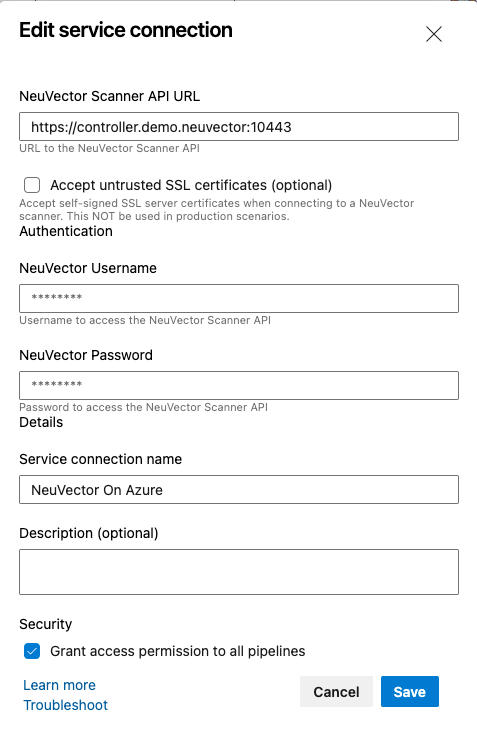 Edit service connection
NeuVector Scanner API URL
https://controller.demo.neuvector:10443
URL to the NeuVector Scanner API
Accept untrusted SSL certificates (optional)
Accept self-signed SSL server certificates when connecting to a NeuVector
scanner. This NOT be used in production scenarios.
Authentication
NeuVector Username
********
Username to access the NeuVector Scanner API
NeuVector Password
********
Password to access the NeuVector Scanner API
Details
Service connection name
NeuVector On Azure
Description (optional)
Security
Grant access permission to all pipelines
Learn more
Troubleshoot
Cancel
Save